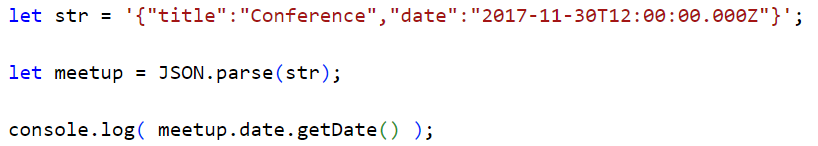 let str = '{"title":"Conference","date":"2017-11-30T12:00:00.000Z"}';
let meetup = JSON.parse(str);
console.log( meetup.date.getDate() );